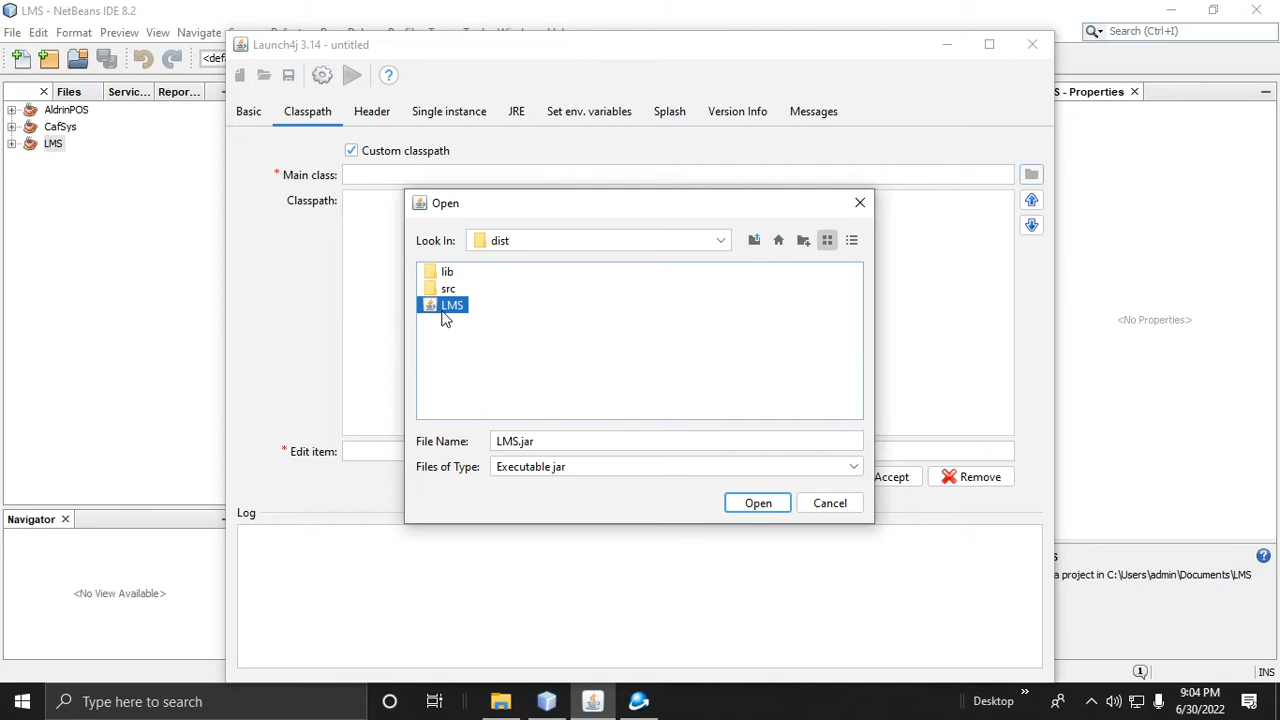 LMS - NetBeans IDE 8.2
File Edit Format Preview View Navigate
Search (Ctrl+I)
<def
Files Servic... Repor...
AldrinPOS
CafSys
LMS
Navigator
<No View Available>
Launch4j 3.14 - untitled
Basic Classpath Header Single instance JRE Set env. variables Splash Version Info Messages
Custom classpath
* Main class:
Classpath:
* Edit item:
Accept Remove
Log
Open
Look In: dist
lib
src
LMS
File Name: LMS.jar
Files of Type: Executable jar
Open Cancel
S - Properties
<No Properties>
s
a project in C:\Users\admin\Documents\LMS
1 INS
Type here to search
Desktop
9:04 PM
6/30/2022